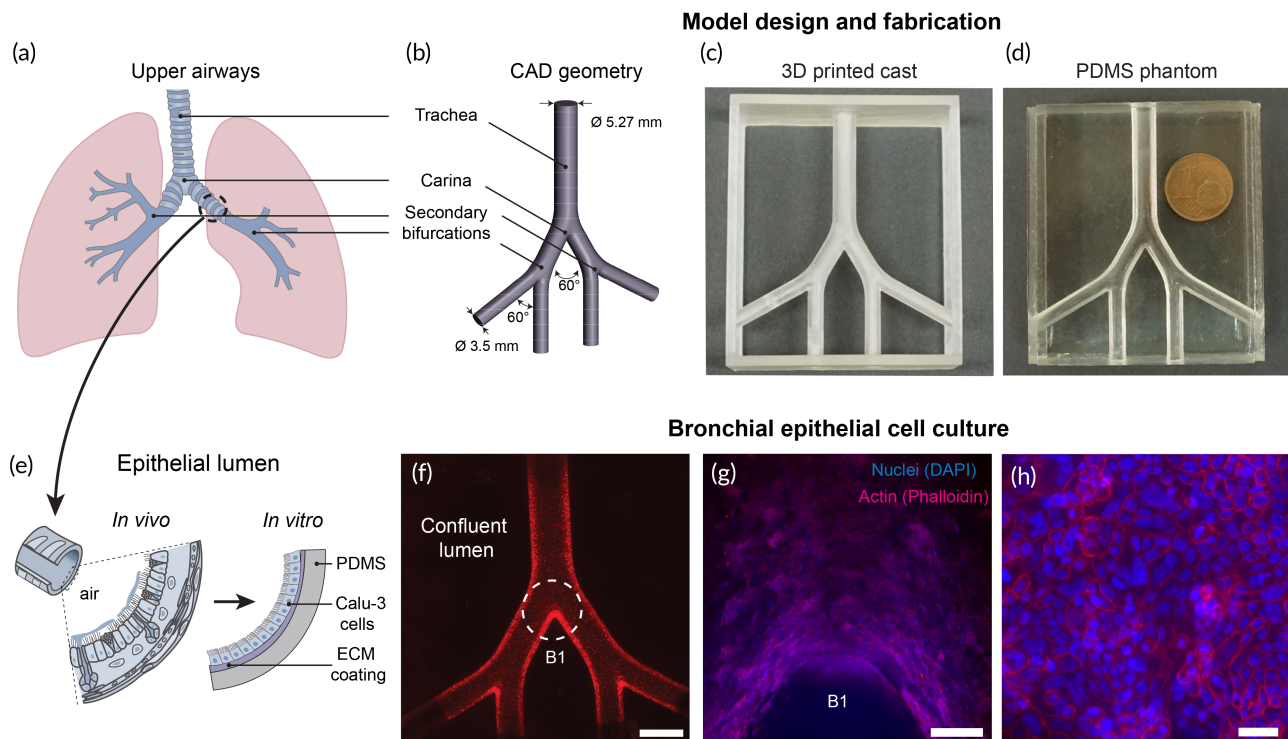 Model design and fabrication
(a)
Upper airways
(b)
CAD geometry
Trachea
Ø 5.27 mm
Carina
Secondary
bifurcations
60°
60°
Ø 3.5 mm
(c)
3D printed cast
(d)
PDMS phantom
1
Bronchial epithelial cell culture
(e)
Epithelial lumen
In vivo
In vitro
air
PDMS
Calu-3
cells
ECM
coating
(f)
Confluent
lumen
B1
(g)
Nuclei (DAPI)
Actin (Phalloidin)
B1
(h)